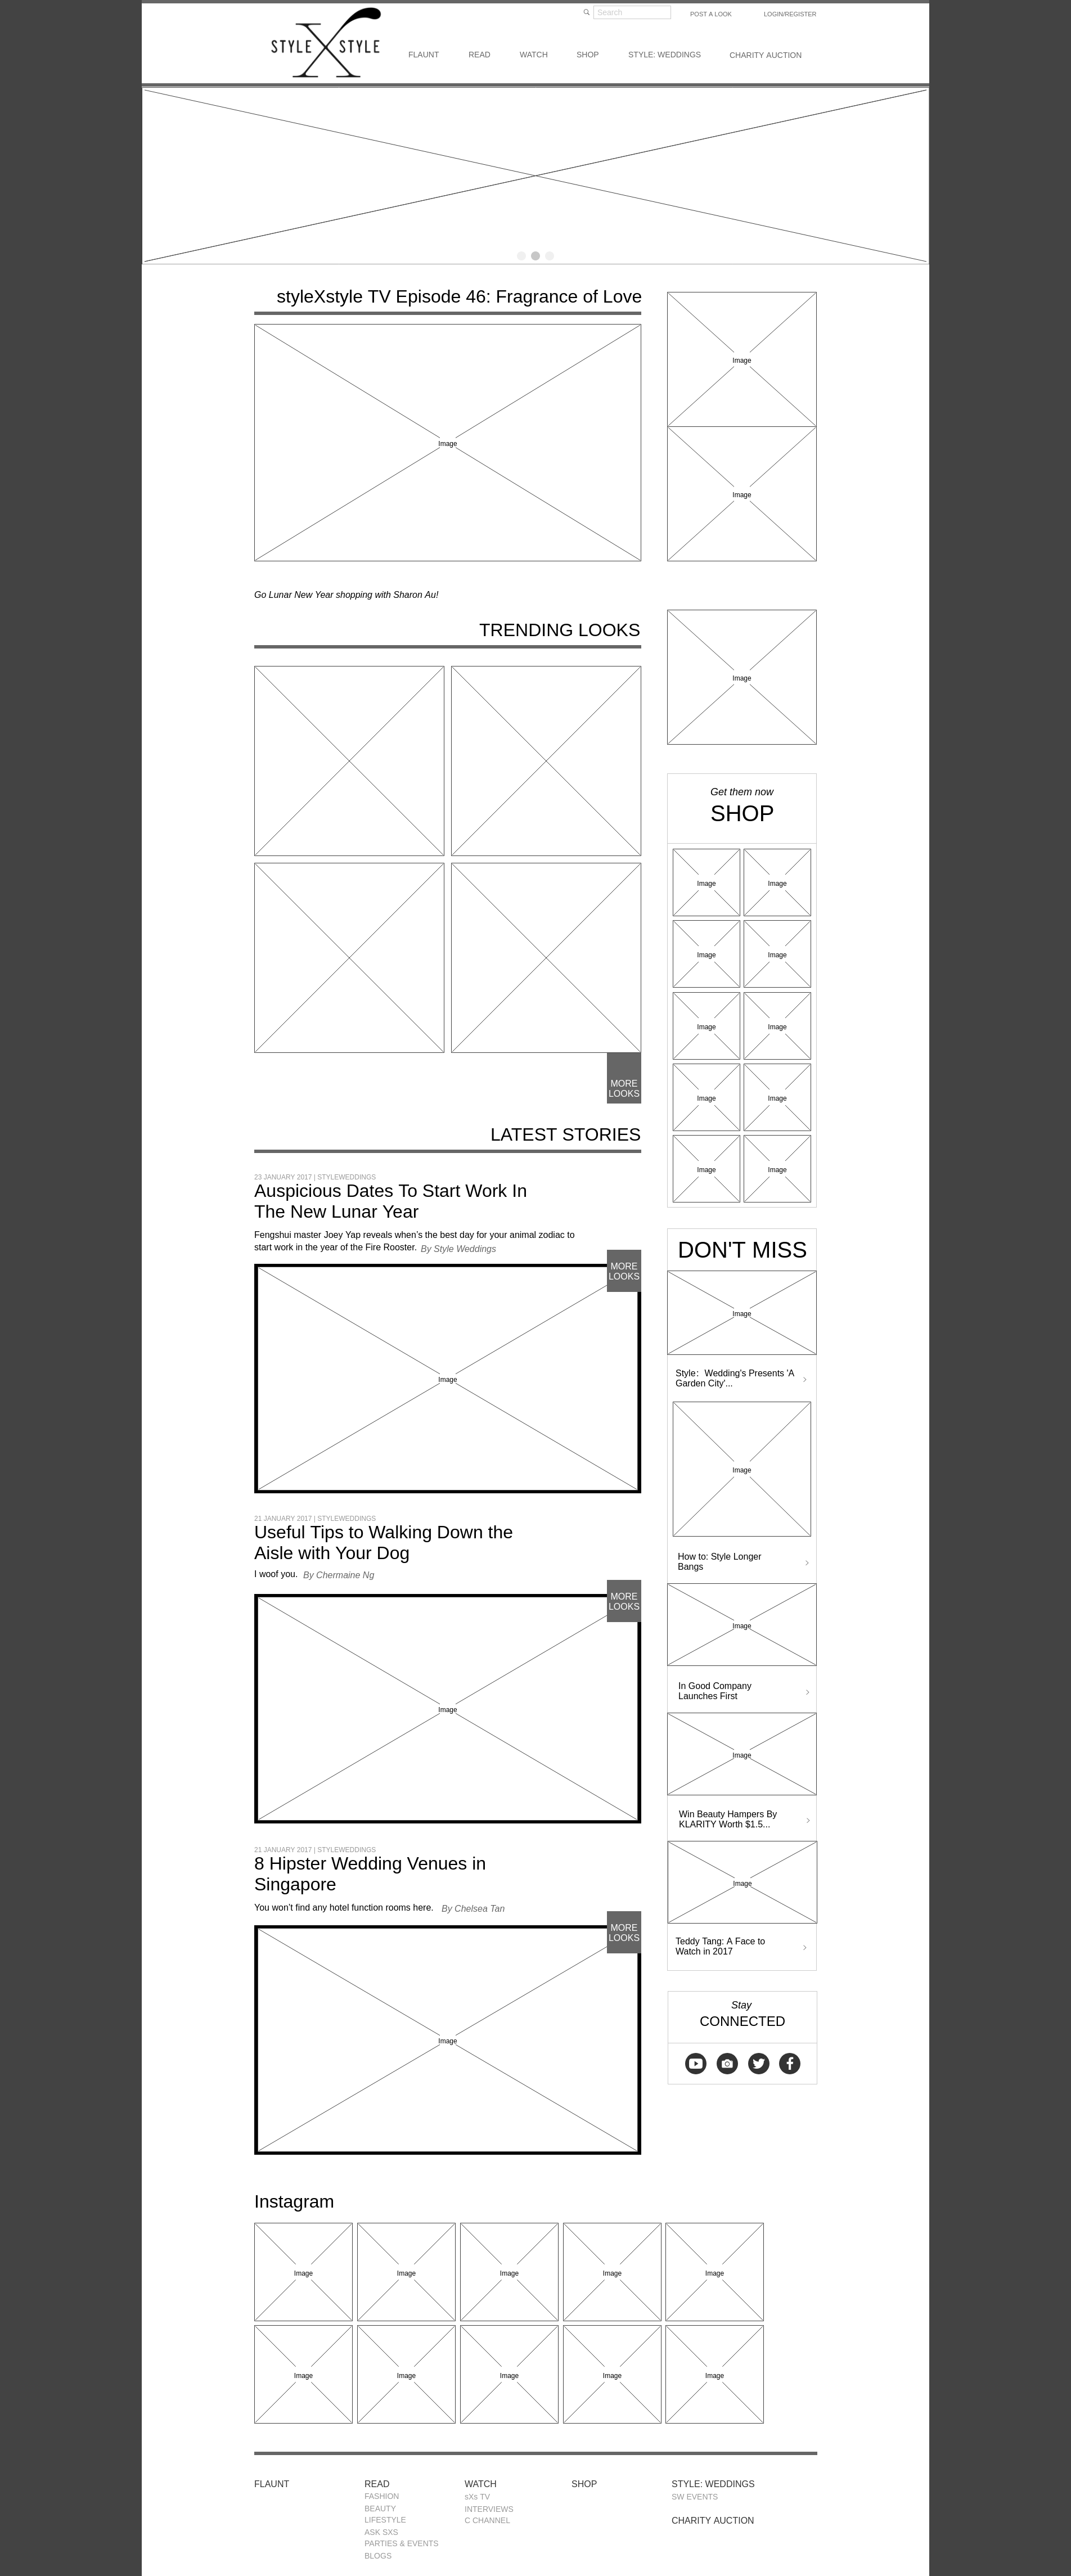 Search
POST A LOOK
LOGIN/REGISTER
STYLE X STYLE
FLAUNT
READ
WATCH
SHOP
STYLE: WEDDINGS
CHARITY AUCTION
styleXstyle TV Episode 46: Fragrance of Love
Image
Image
Image
Go Lunar New Year shopping with Sharon Au!
TRENDING LOOKS
MORE
LOOKS
Image
Get them now
SHOP
Image Image
Image Image
Image Image
Image Image
Image Image
LATEST STORIES
23 JANUARY 2017 | STYLEWEDDINGS
Auspicious Dates To Start Work In
The New Lunar Year
Fengshui master Joey Yap reveals when's the best day for your animal zodiac to
start work in the year of the Fire Rooster. By Style Weddings
MORE
LOOKS
Image
21 JANUARY 2017 | STYLEWEDDINGS
Useful Tips to Walking Down the
Aisle with Your Dog
I woof you. By Chermaine Ng
MORE
LOOKS
Image
21 JANUARY 2017 | STYLEWEDDINGS
8 Hipster Wedding Venues in
Singapore
You won't find any hotel function rooms here. By Chelsea Tan
MORE
LOOKS
Image
DON'T MISS
Image
Style：Wedding's Presents 'A
Garden City'...
Image
How to: Style Longer
Bangs
Image
In Good Company
Launches First
Image
Win Beauty Hampers By
KLARITY Worth $1.5...
Image
Teddy Tang: A Face to
Watch in 2017
Stay
CONNECTED
Instagram
Image Image Image Image Image
Image Image Image Image Image
FLAUNT
READ
FASHION
BEAUTY
LIFESTYLE
ASK SXS
PARTIES & EVENTS
BLOGS
WATCH
sXs TV
INTERVIEWS
C CHANNEL
SHOP
STYLE: WEDDINGS
SW EVENTS
CHARITY AUCTION